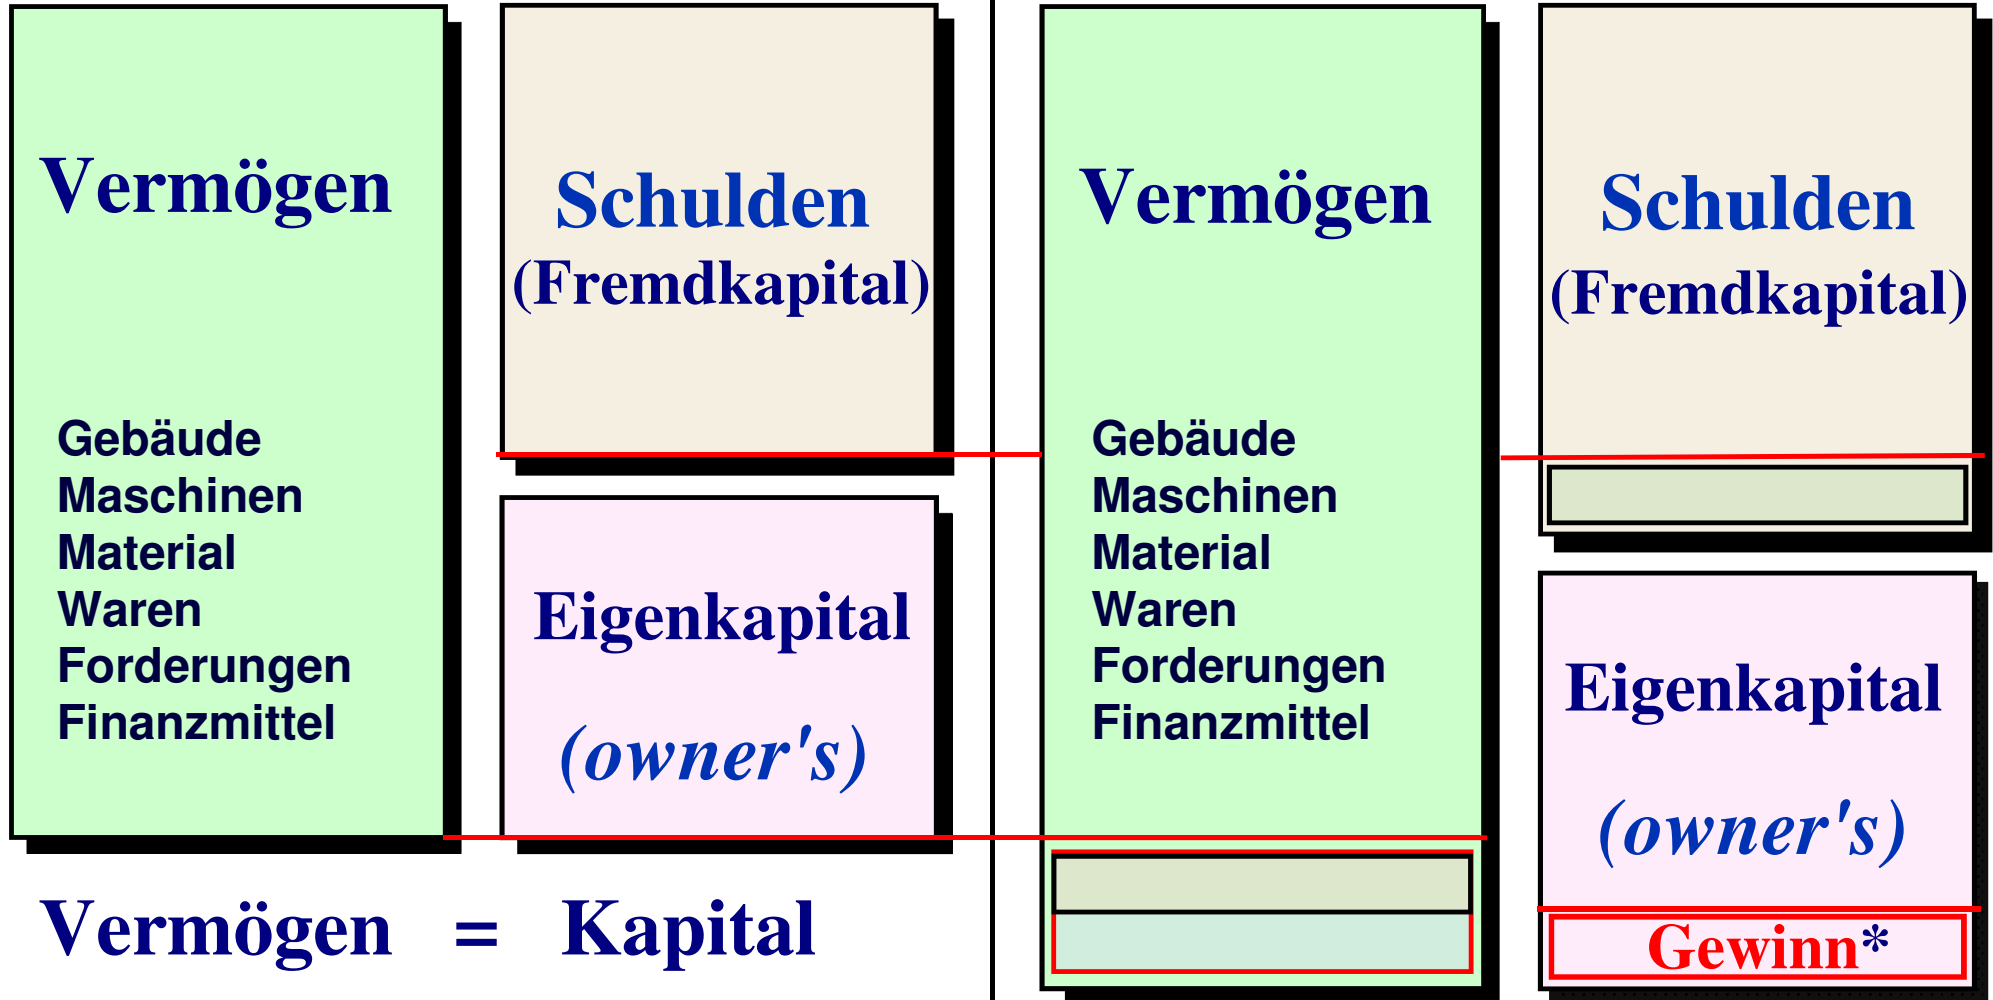 Vermögen
Gebäude
Maschinen
Material
Waren
Forderungen
Finanzmittel
Schulden
(Fremdkapital)
Eigenkapital
(owner's)
Vermögen = Kapital
Vermögen
Gebäude
Maschinen
Material
Waren
Forderungen
Finanzmittel
Schulden
(Fremdkapital)
Eigenkapital
(owner's)
Gewinn*